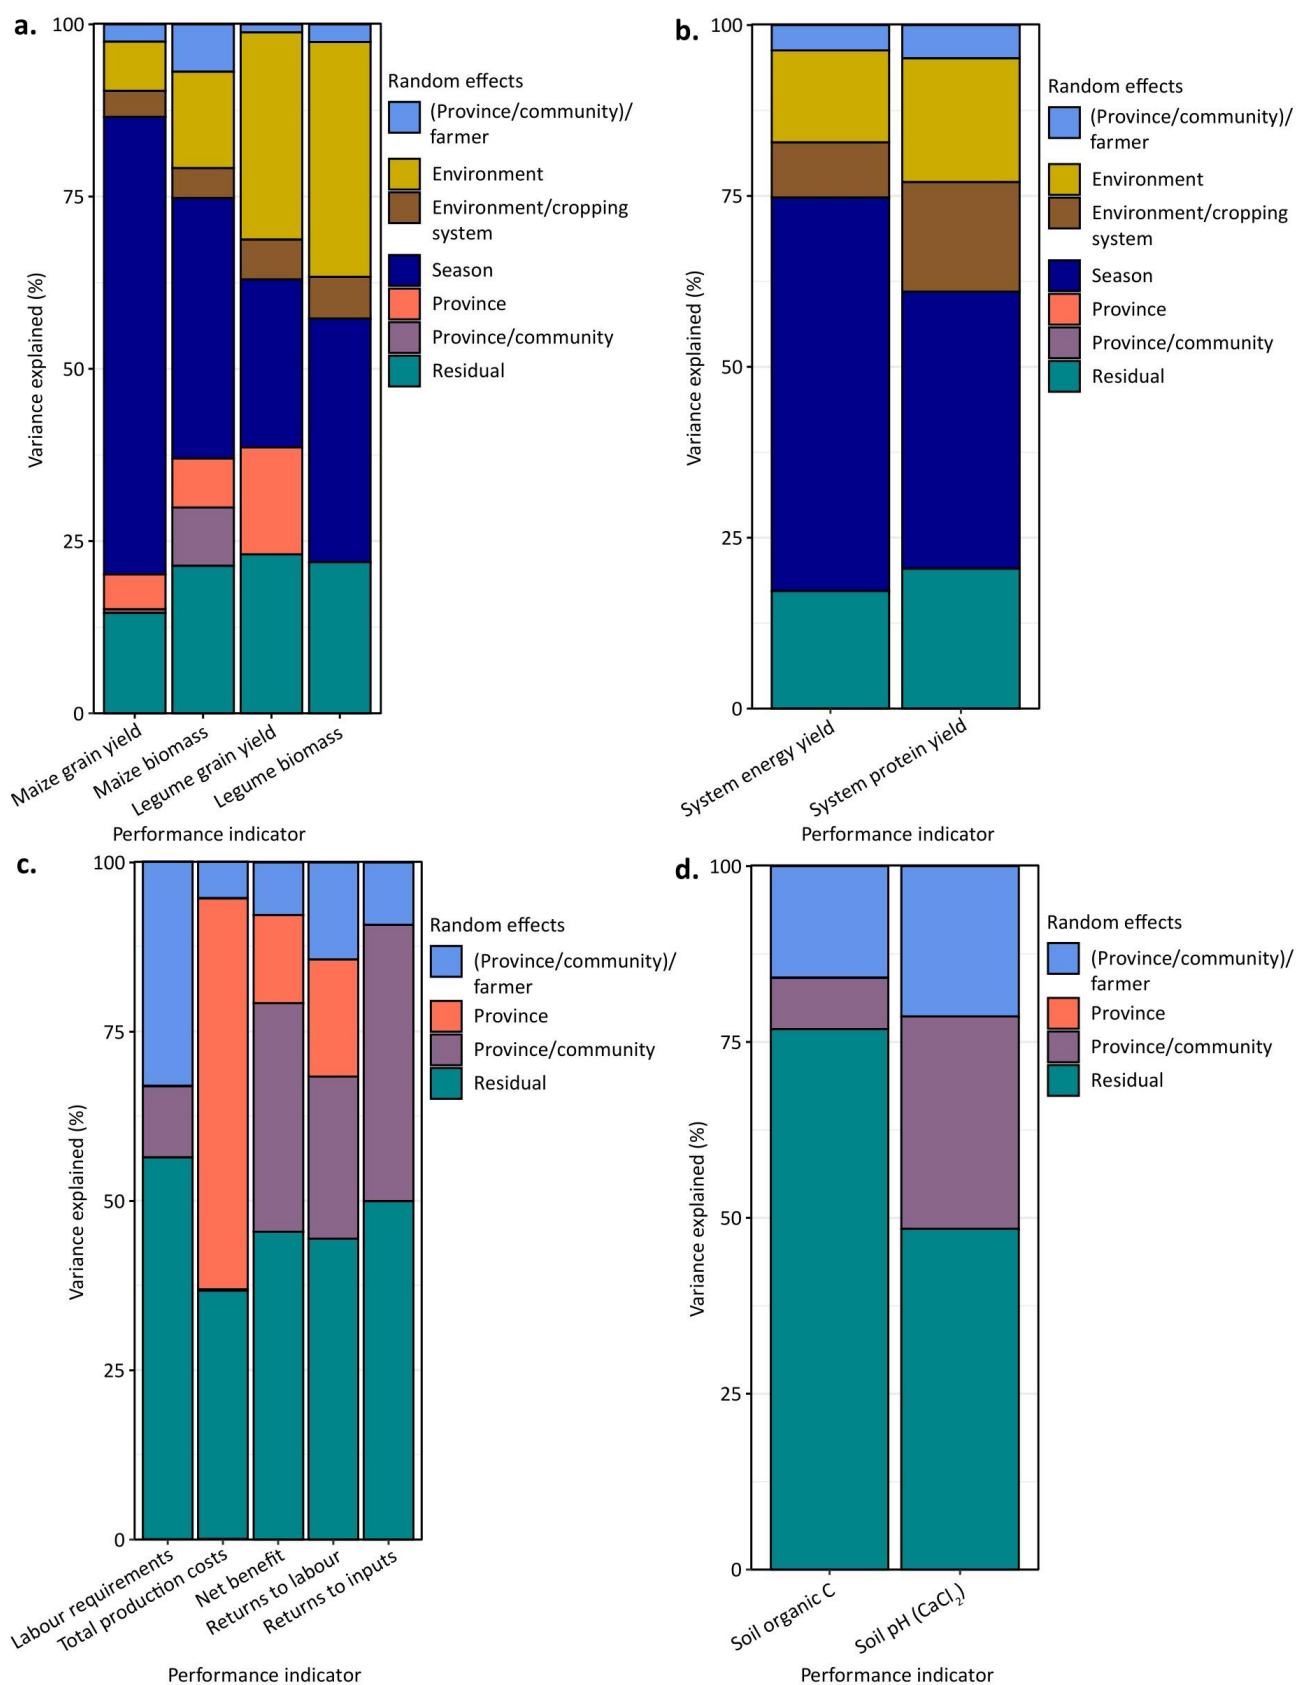 a.
100
75
50
25
0
Variance explained (%)
Maize grain yield
Maize biomass
Legume grain yield
Legume biomass
Performance indicator
Random effects
(Province/community)/
farmer
Environment
Environment/cropping
system
Season
Province
Province/community
Residual
b.
100
75
50
25
0
Variance explained (%)
System energy yield
System protein yield
Performance indicator
Random effects
(Province/community)/
farmer
Environment
Environment/cropping
system
Season
Province
Province/community
Residual
c.
100
75
50
25
0
Variance explained (%)
Labour requirements
Total production costs
Net benefit
Returns to labour
Returns to inputs
Performance indicator
Random effects
(Province/community)/
farmer
Province
Province/community
Residual
d.
100
75
50
25
0
Variance explained (%)
Soil organic C
Soil pH (CaCl₂)
Performance indicator
Random effects
(Province/community)/
farmer
Province
Province/community
Residual